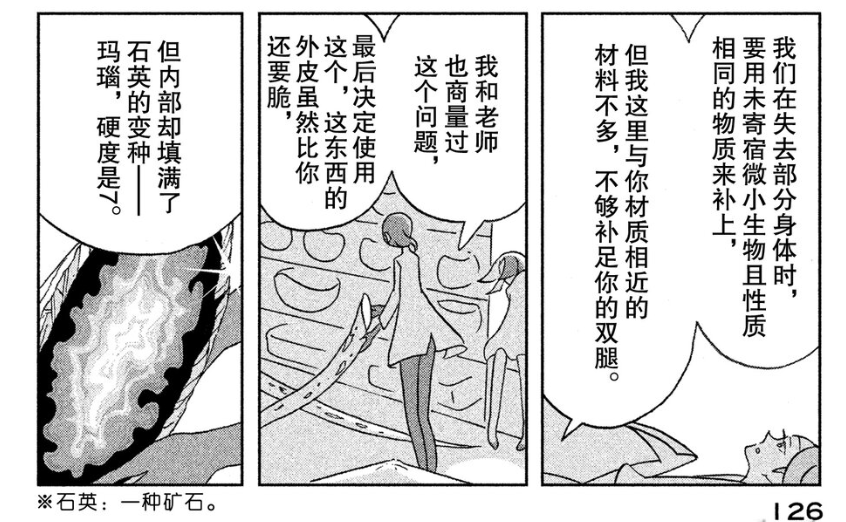 我们在失去部分身体时，
要用未寄宿微小生物且性质
相同的物质来补上，
但我这里与你材质相近的
材料不多，不够补足你的双腿。
我和老师
也商量过
这个问题，
最后决定使用
这个，这东西的
外皮虽然比你
还要脆，
但内部却填满了
石英的变种——
玛瑙，硬度是7。
※石英：一种矿石。
126